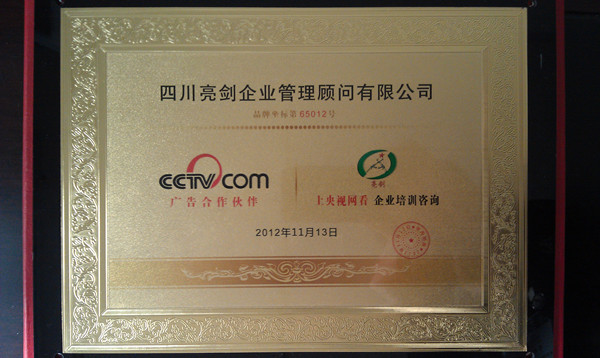 四川亮剑企业管理顾问有限公司
品牌坐标第65012号
CCTV.COM
广告合作伙伴
亮剑
上央视网看 企业培训咨询
2012年11月13日